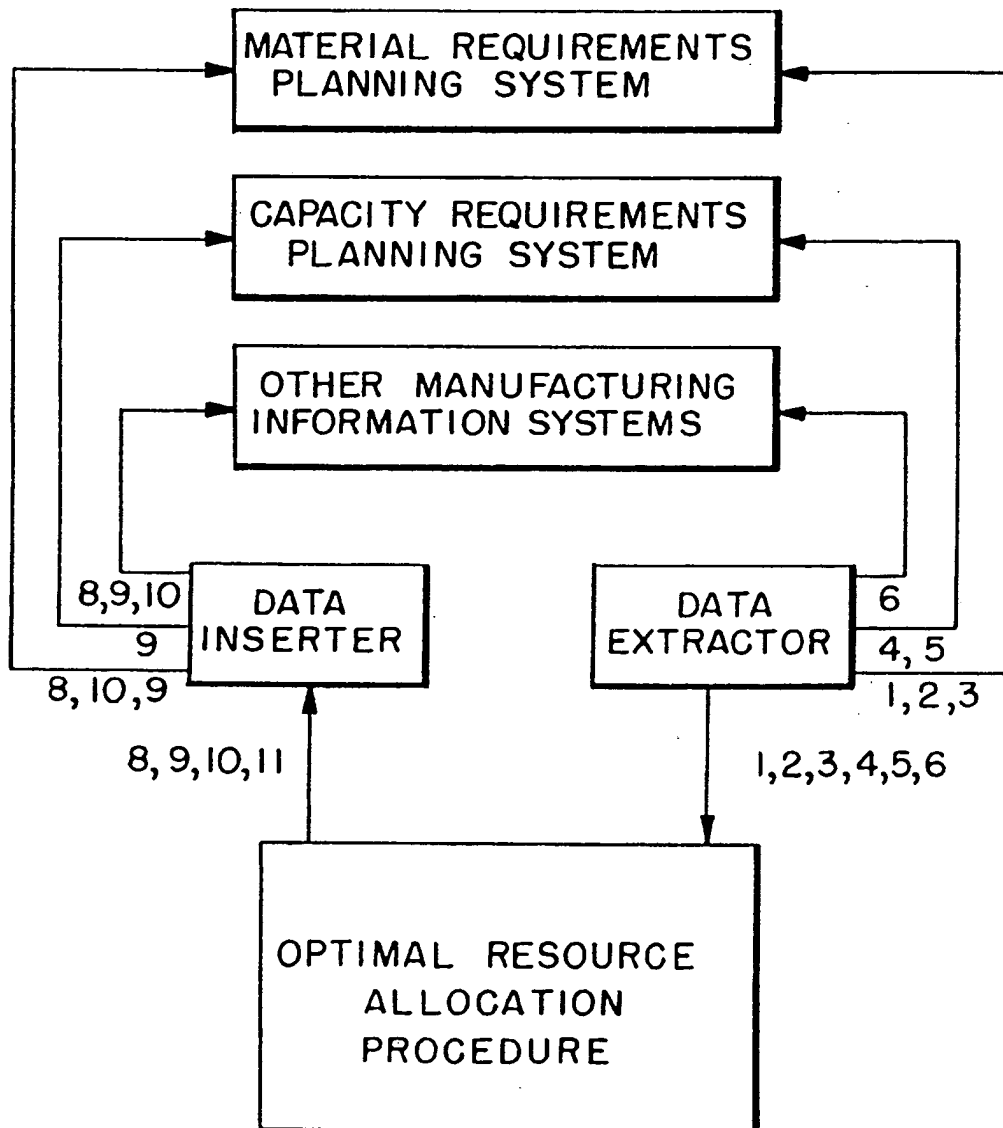 MATERIAL REQUIREMENTS
PLANNING SYSTEM
CAPACITY REQUIREMENTS
PLANNING SYSTEM
OTHER MANUFACTURING
INFORMATION SYSTEMS
8,9,10
9
8,10,9
DATA
INSERTER
DATA
EXTRACTOR
6
4, 5
1,2,3
8,9,10,11
1,2,3,4,5,6
OPTIMAL RESOURCE
ALLOCATION
PROCEDURE